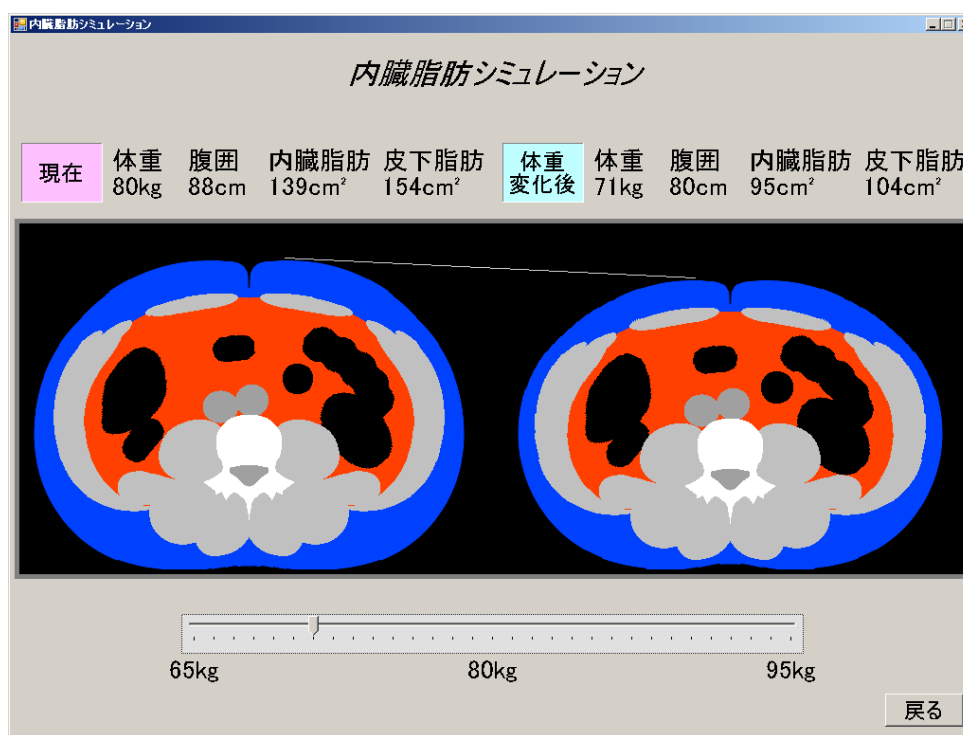 内臓脂肪シミュレーション
内臓脂肪シミュレーション
現在
体重 腹囲 内臓脂肪 皮下脂肪
80kg 88cm 139cm² 154cm²
体重
変化後
体重 腹囲 内臓脂肪 皮下脂肪
71kg 80cm 95cm² 104cm²
65kg 80kg 95kg
戻る